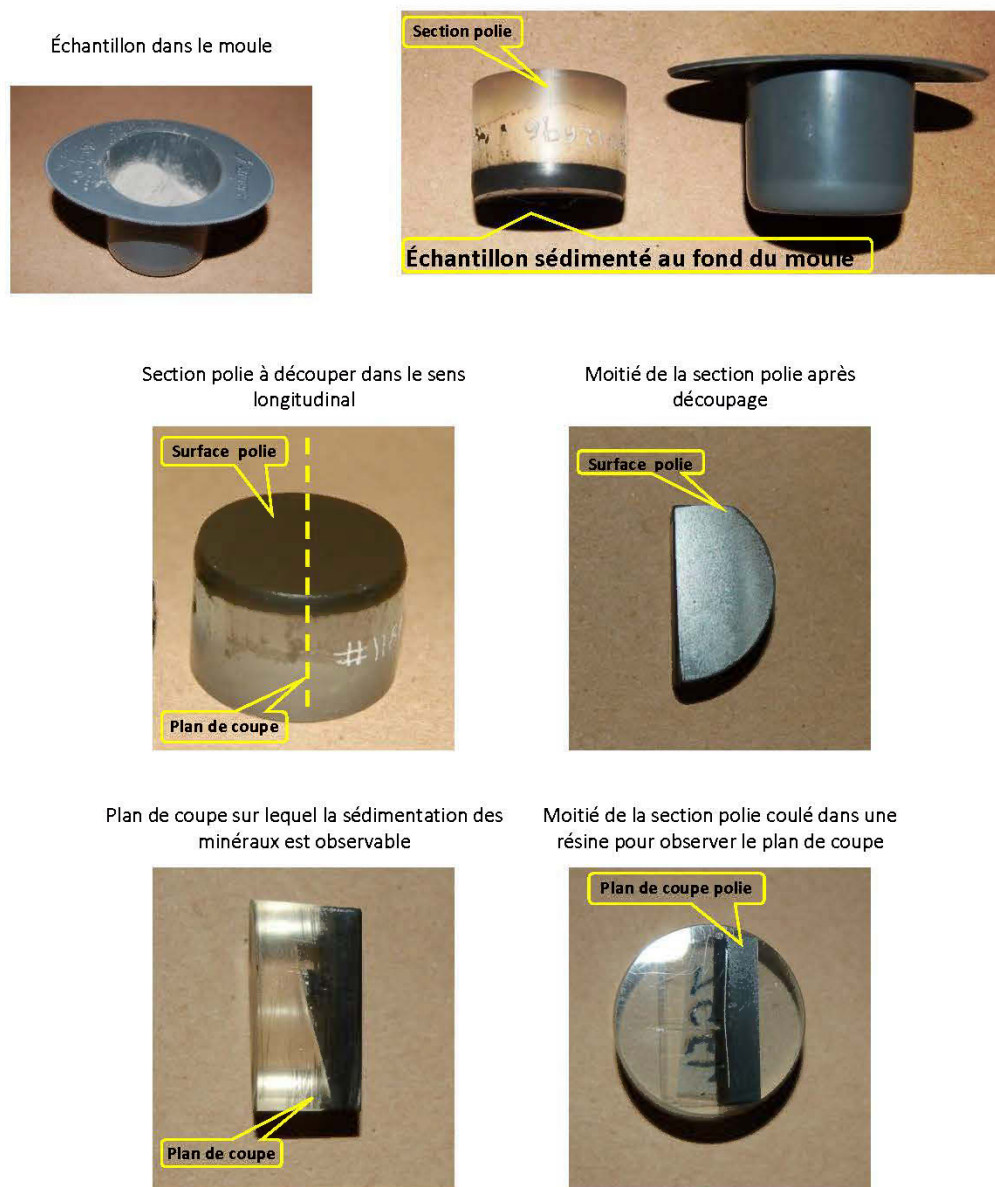 Échantillon dans le moule
Section polie
Échantillon sédimenté au fond du moule
Section polie à découper dans le sens
longitudinal
Surface polie
Plan de coupe
Moitié de la section polie après
découpage
Surface polie
Plan de coupe sur lequel la sédimentation des
minéraux est observable
Plan de coupe
Moitié de la section polie coulé dans une
résine pour observer le plan de coupe
Plan de coupe polie